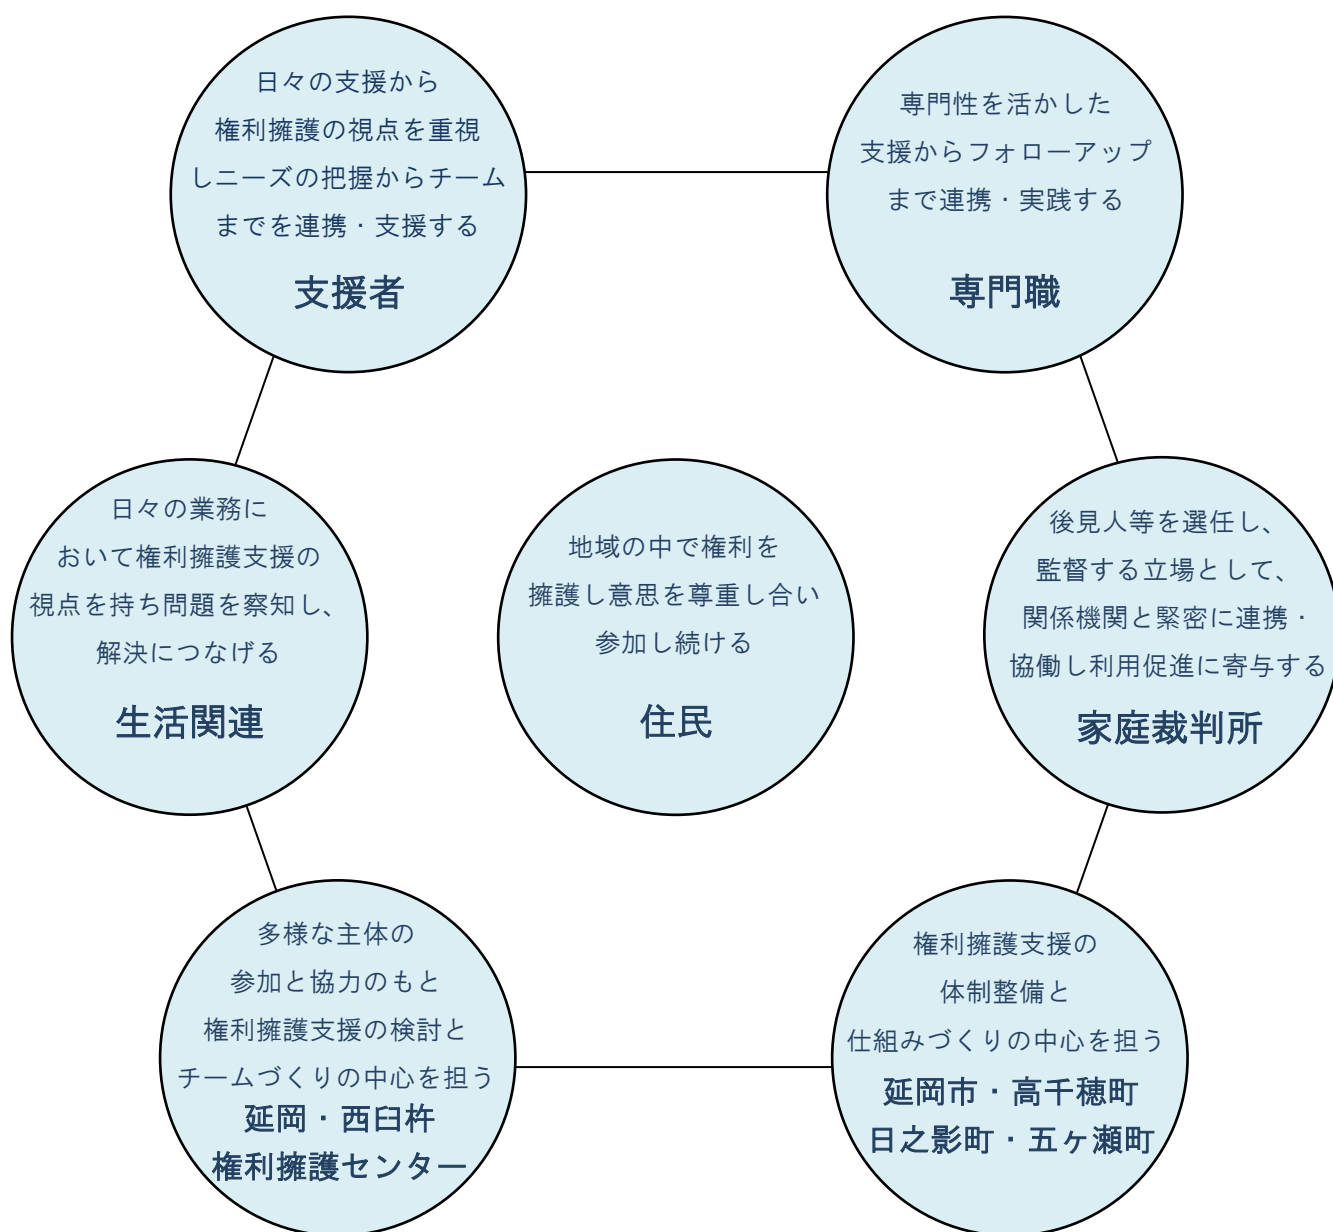 日々の支援から
権利擁護の視点を重視
しニーズの把握からチーム
までを連携・支援する
支援者
専門性を活かした
支援からフォローアップ
まで連携・実践する
専門職
日々の業務に
おいて権利擁護支援の
視点を持ち問題を察知し、
解決につなげる
生活関連
地域の中で権利を
擁護し意思を尊重し合い
参加し続ける
住民
後見人等を選任し、
監督する立場として、
関係機関と緊密に連携・
協働し利用促進に寄与する
家庭裁判所
多様な主体の
参加と協力のもと
権利擁護支援の検討と
チームづくりの中心を担う
延岡・西臼杵
権利擁護センター
権利擁護支援の
体制整備と
仕組みづくりの中心を担う
延岡市・高千穂町
日之影町・五ヶ瀬町